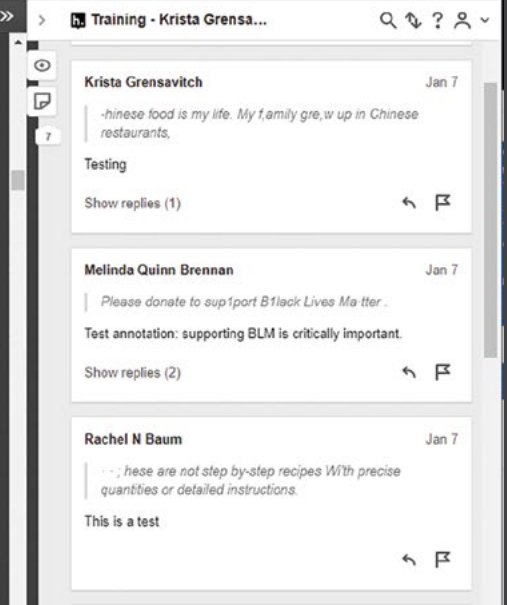 »
> h. Training - Krista Grensa... ?
7
Krista Grensavitch Jan 7
-hinese food is my life. My f,amily gre,w up in Chinese
restaurants,
Testing
Show replies (1)
Melinda Quinn Brennan Jan 7
Please donate to sup1port B1lack Lives Ma·tter .
Test annotation: supporting BLM is critically important.
Show replies (2)
Rachel N Baum Jan 7
· - ; hese are not step by-step recipes Wi'th precise
quantities or detailed instructions.
This is a test